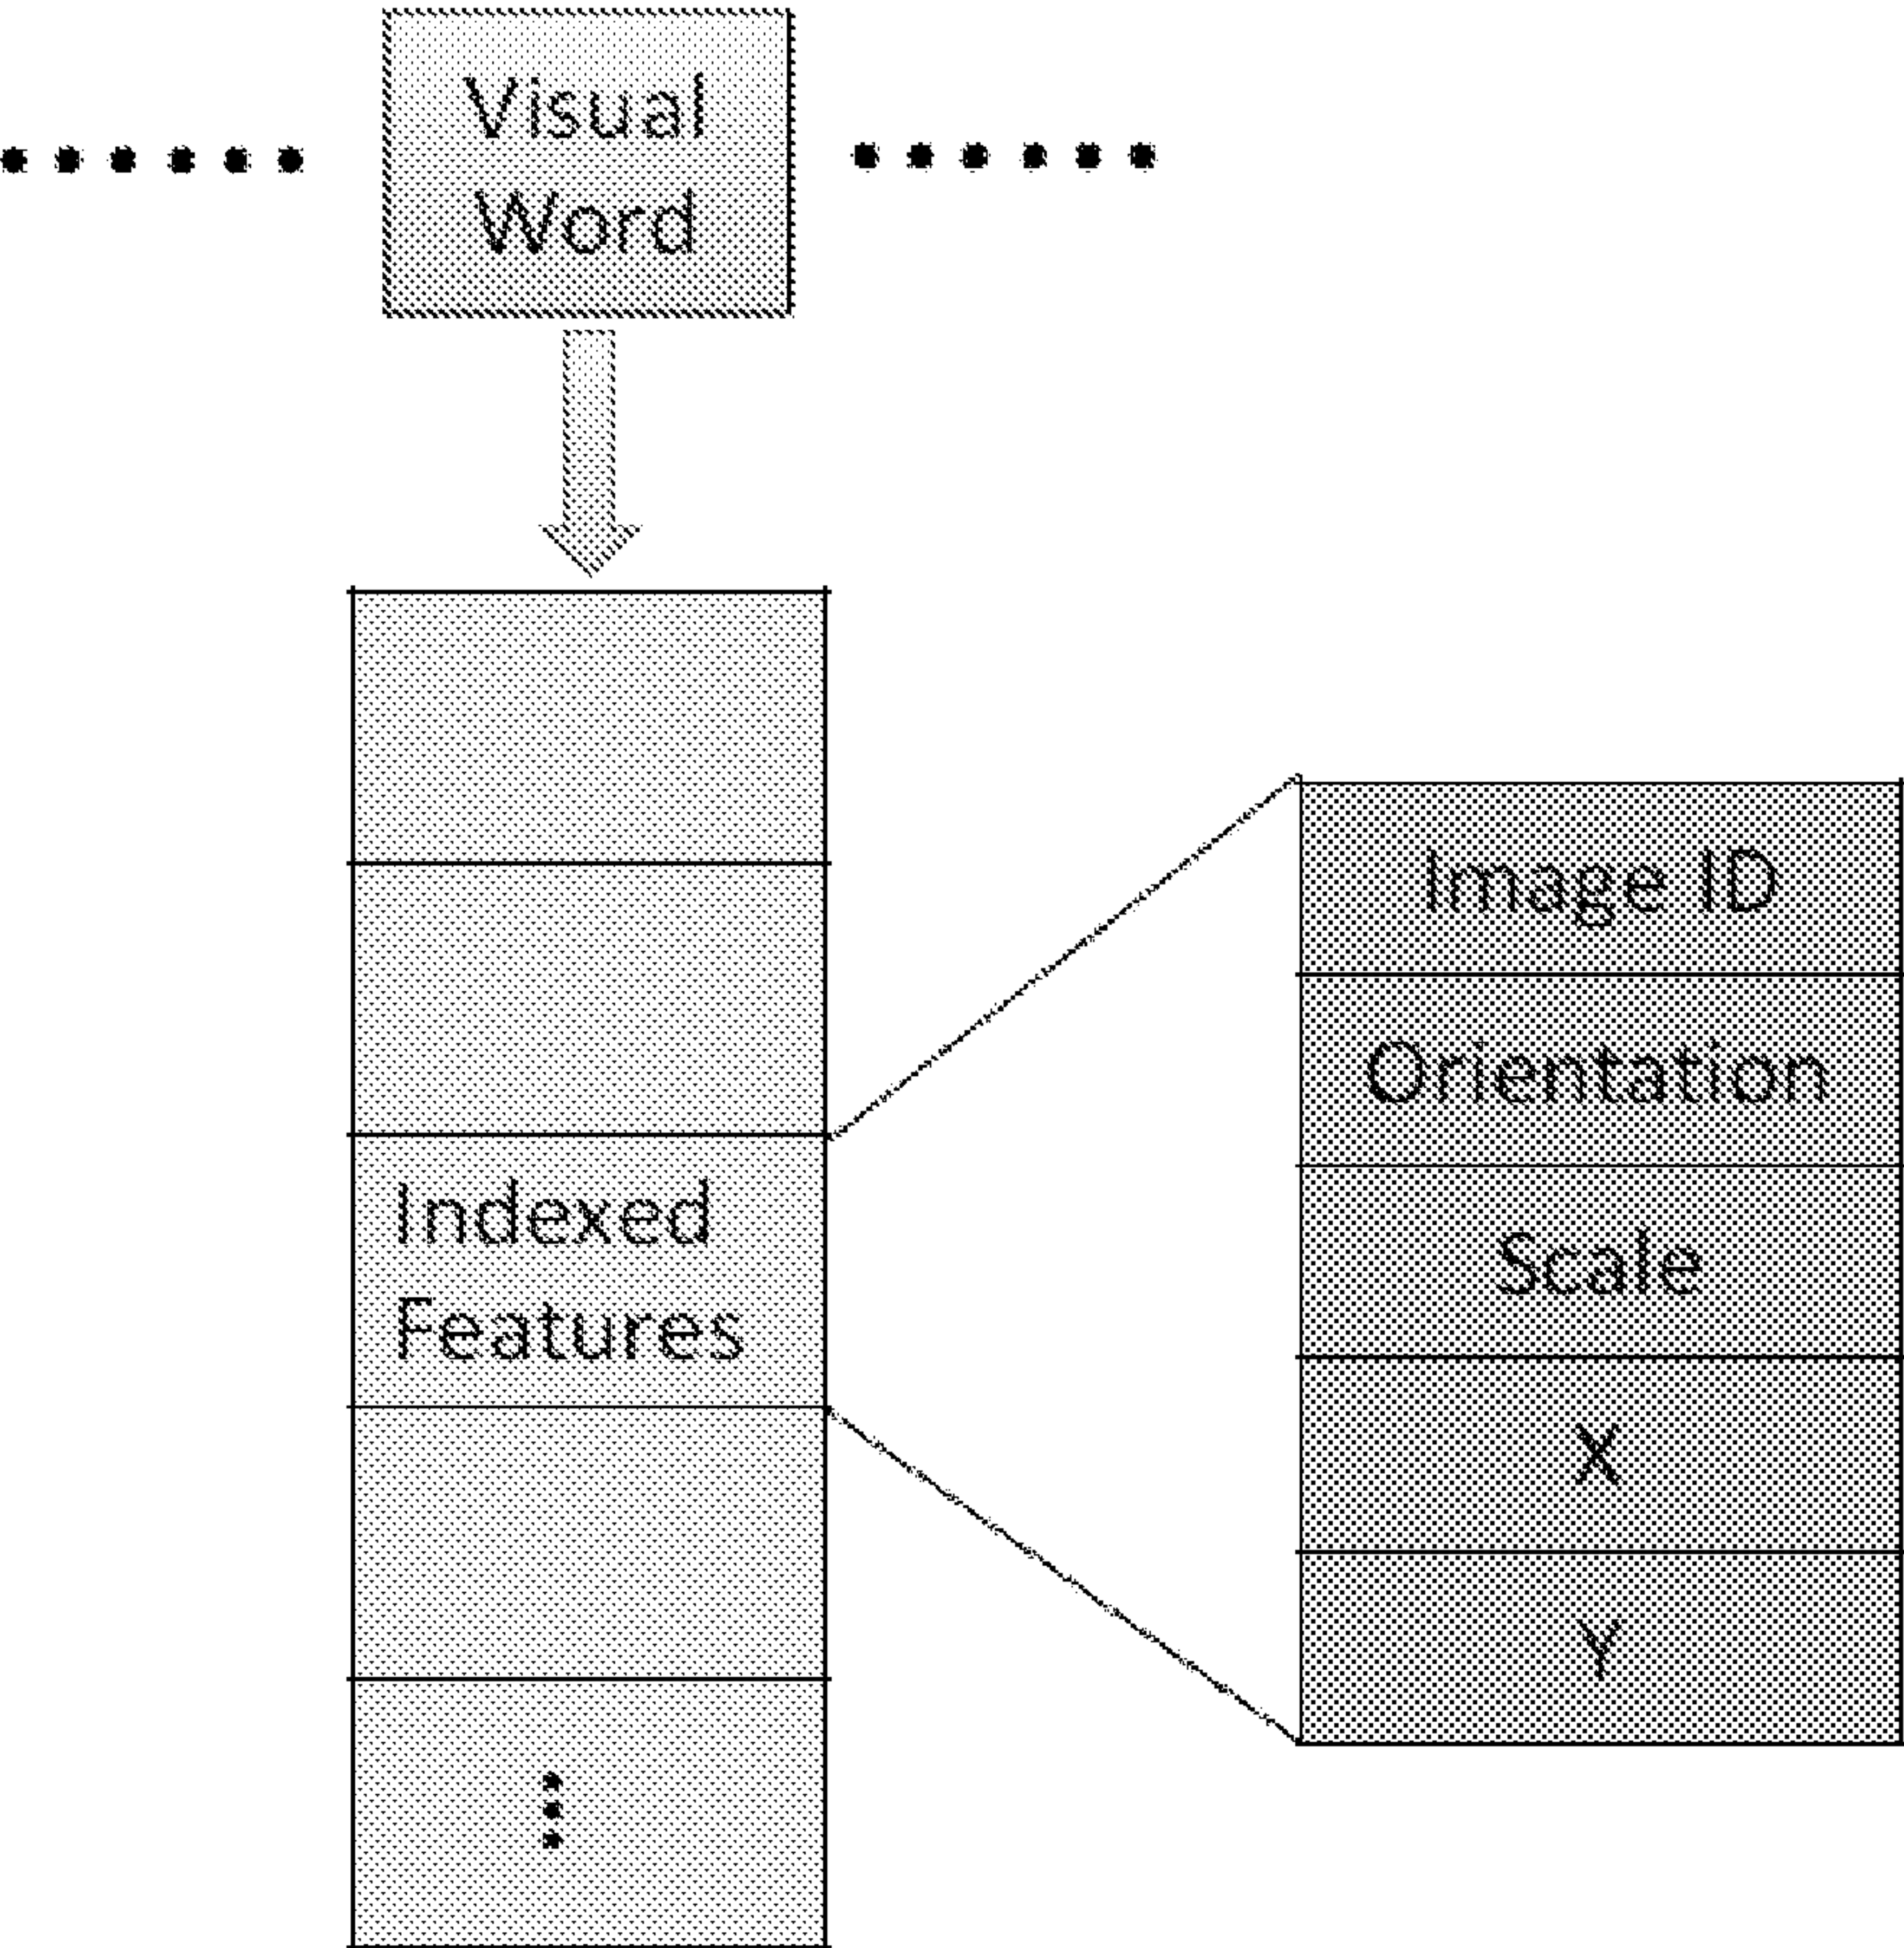 Visual
Word
Indexed
Features
Image ID
Orientation
Scale
X
Y